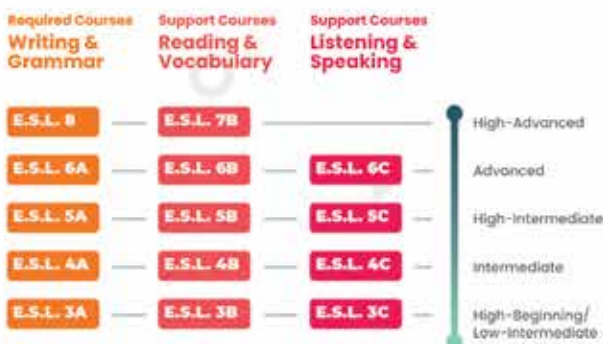 Required Courses
Writing &
Grammar
Support Courses
Reading &
Vocabulary
Support Courses
Listening &
Speaking
E.S.L. 8 E.S.L. 7B High-Advanced
E.S.L. 6A E.S.L. 6B E.S.L. 6C Advanced
E.S.L. 5A E.S.L. 5B E.S.L. 5C High-Intermediate
E.S.L. 4A E.S.L. 4B E.S.L. 4C Intermediate
E.S.L. 3A E.S.L. 3B E.S.L. 3C High-Beginning/
Low-Intermediate